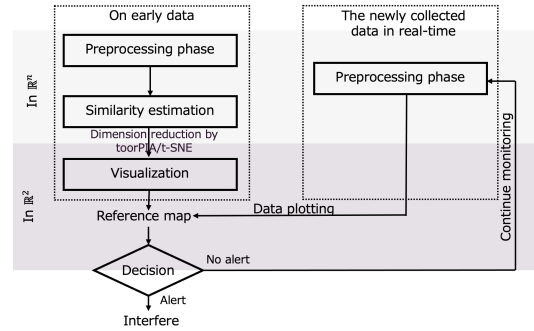 On early data
Preprocessing phase
Similarity estimation
Dimension reduction by
toorPIA/t-SNE
Visualization
Reference map
Decision
Alert
Interfere
The newly collected
data in real-time
Preprocessing phase
Data plotting
No alert
Continue monitoring
In ℝⁿ
In ℝ²